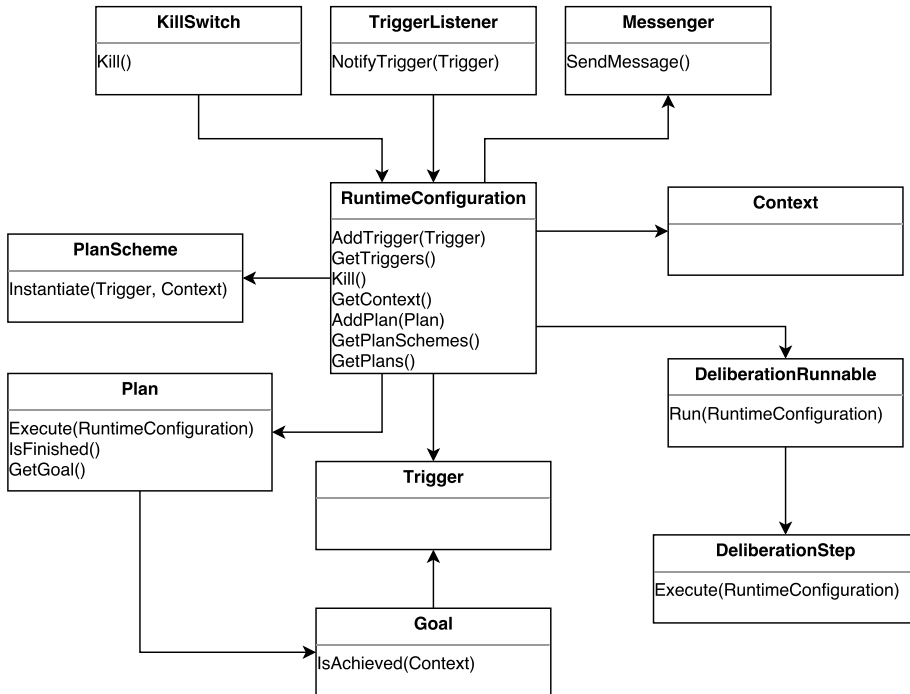 KillSwitch
Kill()
TriggerListener
NotifyTrigger(Trigger)
Messenger
SendMessage()
RuntimeConfiguration
AddTrigger(Trigger)
GetTriggers()
Kill()
GetContext()
AddPlan(Plan)
GetPlanSchemes()
GetPlans()
Context
PlanScheme
Instantiate(Trigger, Context)
DeliberationRunnable
Run(RuntimeConfiguration)
Plan
Execute(RuntimeConfiguration)
IsFinished()
GetGoal()
Trigger
DeliberationStep
Execute(RuntimeConfiguration)
Goal
IsAchieved(Context)